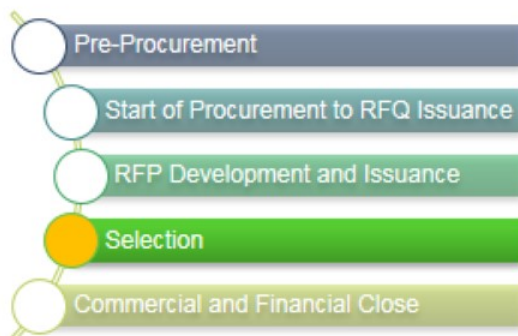 Pre-Procurement
Start of Procurement to RFQ Issuance
RFP Development and Issuance
Selection
Commercial and Financial Close